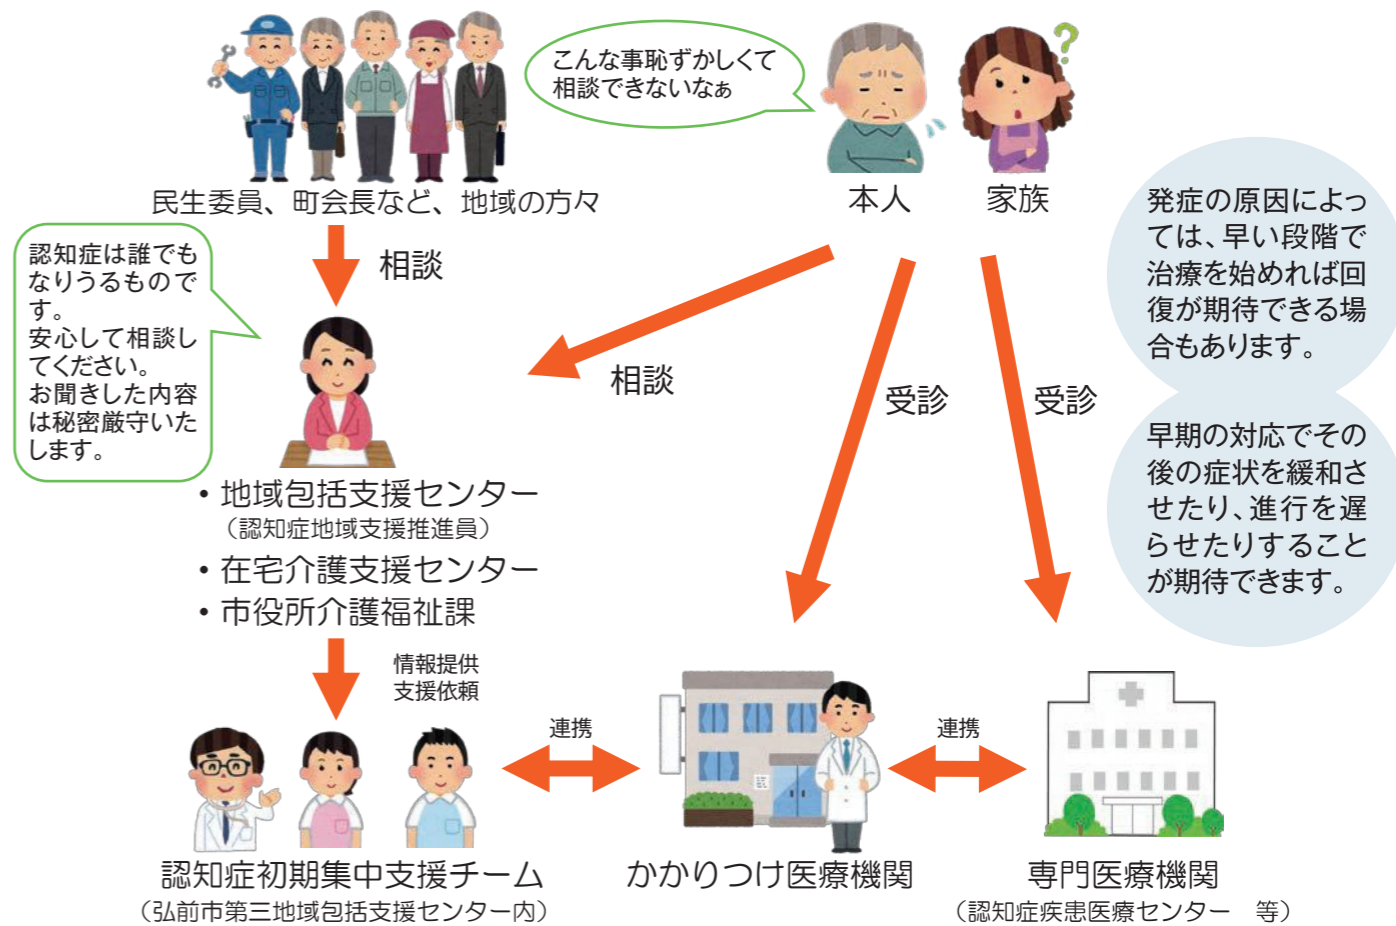 こんな事恥ずかしくて
相談できないなぁ
民生委員、町会長など、地域の方々
本人
家族
認知症は誰でも
なりうるもので
す。
安心して相談し
てください。
お聞きした内容
は秘密厳守いた
します。
相談
相談
受診
受診
発症の原因によっ
ては、早い段階で
治療を始めれば回
復が期待できる場
合もあります。
早期の対応でその
後の症状を緩和さ
せたり、進行を遅
らせたりすること
が期待できます。
・地域包括支援センター
（認知症地域支援推進員）
・在宅介護支援センター
・市役所介護福祉課
情報提供
支援依頼
連携
連携
認知症初期集中支援チーム
（弘前市第三地域包括支援センター内）
かかりつけ医療機関
専門医療機関
（認知症疾患医療センター　等）